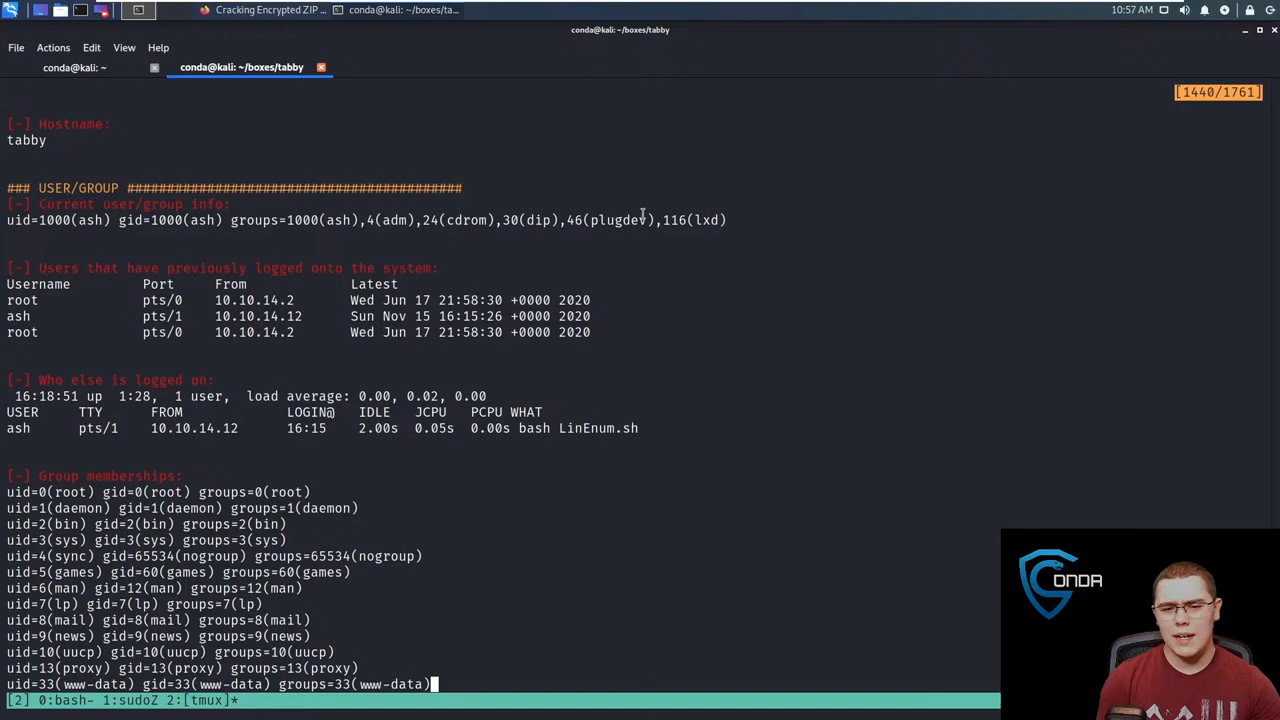 Cracking Encrypted ZIP ...
conda@kali: ~/boxes/ta...
10:57 AM
conda@kali: ~/boxes/tabby
File Actions Edit View Help
conda@kali: ~
conda@kali: ~/boxes/tabby
[1440/1761]
[-] Hostname:
tabby
### USER/GROUP ##########################################
[-] Current user/group info:
uid=1000(ash) gid=1000(ash) groups=1000(ash),4(adm),24(cdrom),30(dip),46(plugdev),116(lxd)
[-] Users that have previously logged onto the system:
Username Port From Latest
root pts/0 10.10.14.2 Wed Jun 17 21:58:30 +0000 2020
ash pts/1 10.10.14.12 Sun Nov 15 16:15:26 +0000 2020
root pts/0 10.10.14.2 Wed Jun 17 21:58:30 +0000 2020
[-] Who else is logged on:
16:18:51 up 1:28, 1 user, load average: 0.00, 0.02, 0.00
USER TTY FROM LOGIN@ IDLE JCPU PCPU WHAT
ash pts/1 10.10.14.12 16:15 2.00s 0.05s 0.00s bash LinEnum.sh
[-] Group memberships:
uid=0(root) gid=0(root) groups=0(root)
uid=1(daemon) gid=1(daemon) groups=1(daemon)
uid=2(bin) gid=2(bin) groups=2(bin)
uid=3(sys) gid=3(sys) groups=3(sys)
uid=4(sync) gid=65534(nogroup) groups=65534(nogroup)
uid=5(games) gid=60(games) groups=60(games)
uid=6(man) gid=12(man) groups=12(man)
uid=7(lp) gid=7(lp) groups=7(lp)
uid=8(mail) gid=8(mail) groups=8(mail)
uid=9(news) gid=9(news) groups=9(news)
uid=10(uucp) gid=10(uucp) groups=10(uucp)
uid=13(proxy) gid=13(proxy) groups=13(proxy)
uid=33(www-data) gid=33(www-data) groups=33(www-data)
[2] 0:bash- 1:sudoZ 2:[tmux]*
CONDA